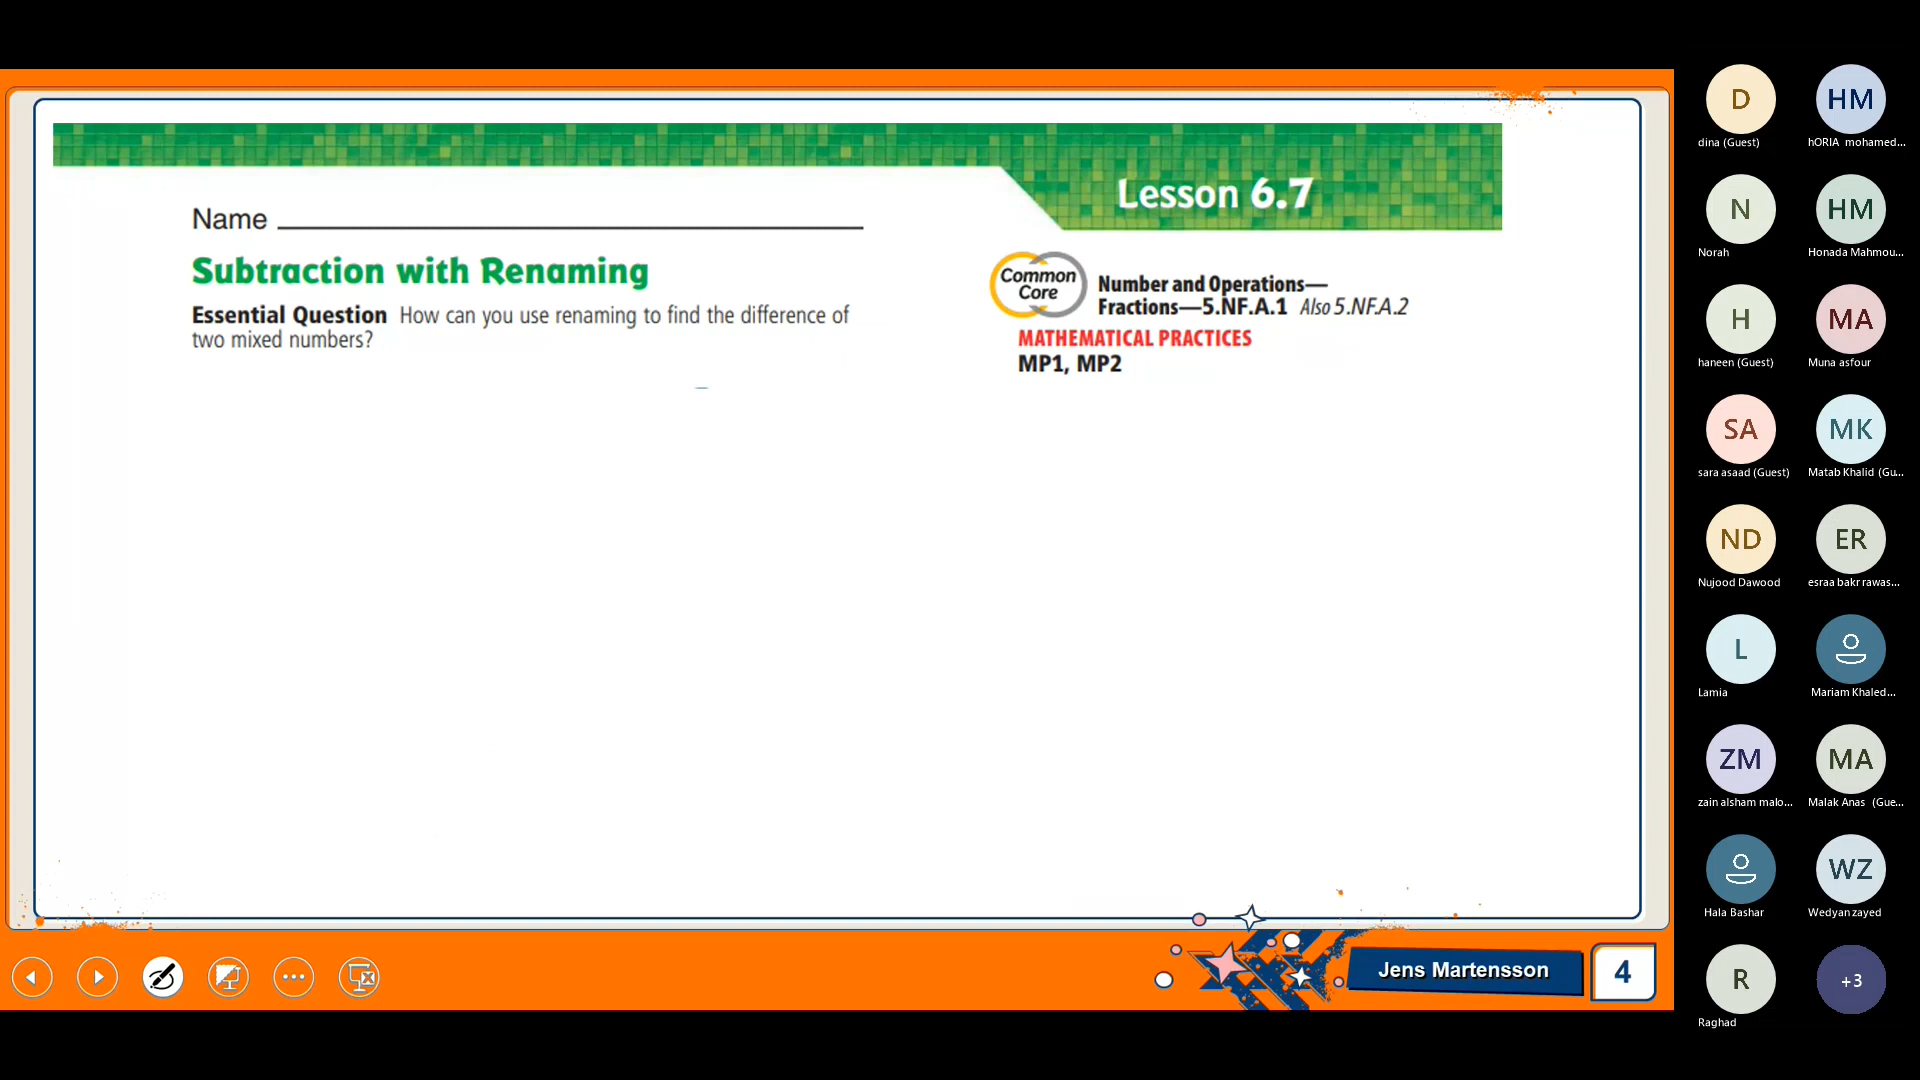 Lesson 6.7
Name
Subtraction with Renaming
Essential Question How can you use renaming to find the difference of
two mixed numbers?
Common
Core
Number and Operations—
Fractions—5.NF.A.1 Also 5.NF.A.2
MATHEMATICAL PRACTICES
MP1, MP2
Jens Martensson
4
D
dina (Guest)
HM
hORIA mohamed...
N
Norah
HM
Honada Mahmou...
H
haneen (Guest)
MA
Muna asfour
SA
sara asaad (Guest)
MK
Matab Khalid (Gu...
ND
Nujood Dawood
ER
esraa bakr rawas...
L
Lamia
Mariam Khaled...
ZM
zain alsham malo...
MA
Malak Anas (Gue...
Hala Bashar
WZ
Wedyan zayed
R
Raghad
+3